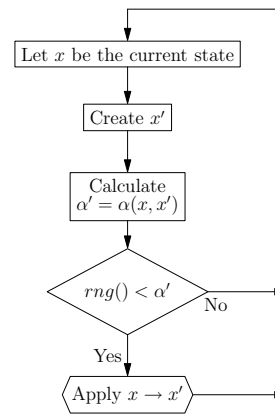 Let x be the current state
Create x′
Calculate
α′ = α(x, x′)
rng() < α′
No
Yes
Apply x → x′